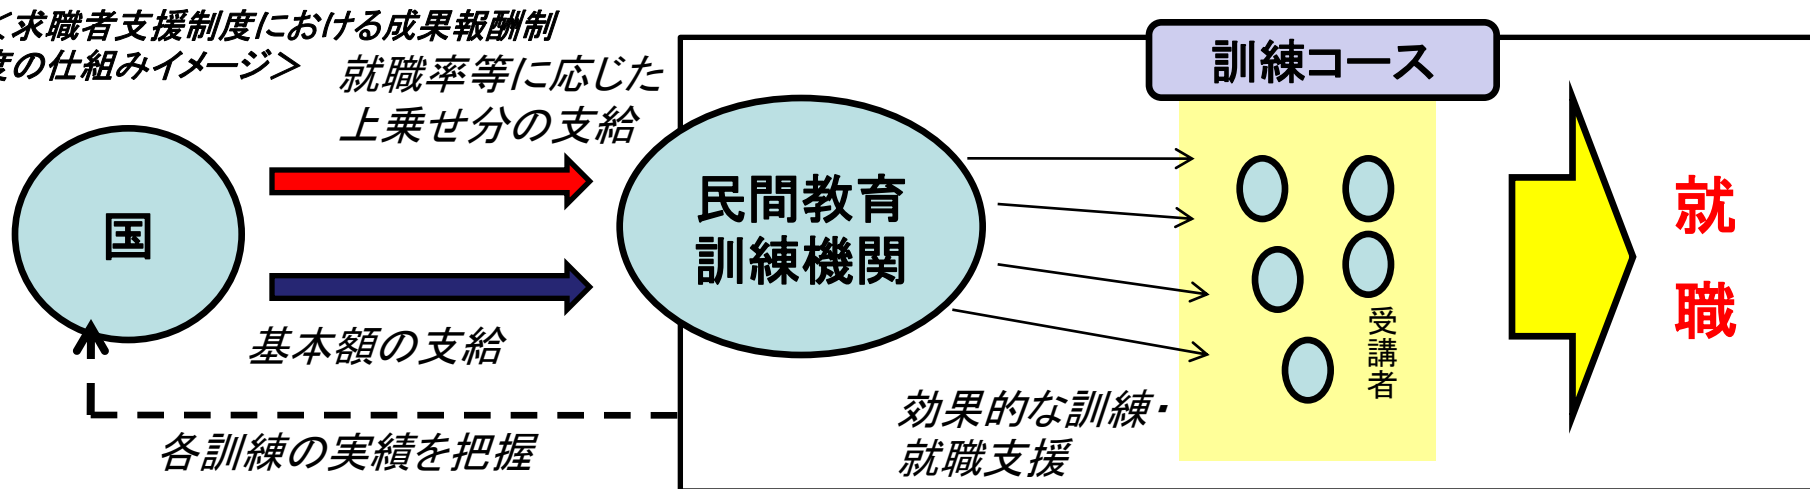 ＜求職者支援制度における成果報酬制
度の仕組みイメージ＞
就職率等に応じた
上乗せ分の支給
訓練コース
国
民間教育
訓練機関
就
職
基本額の支給
受講者
効果的な訓練・
就職支援
各訓練の実績を把握